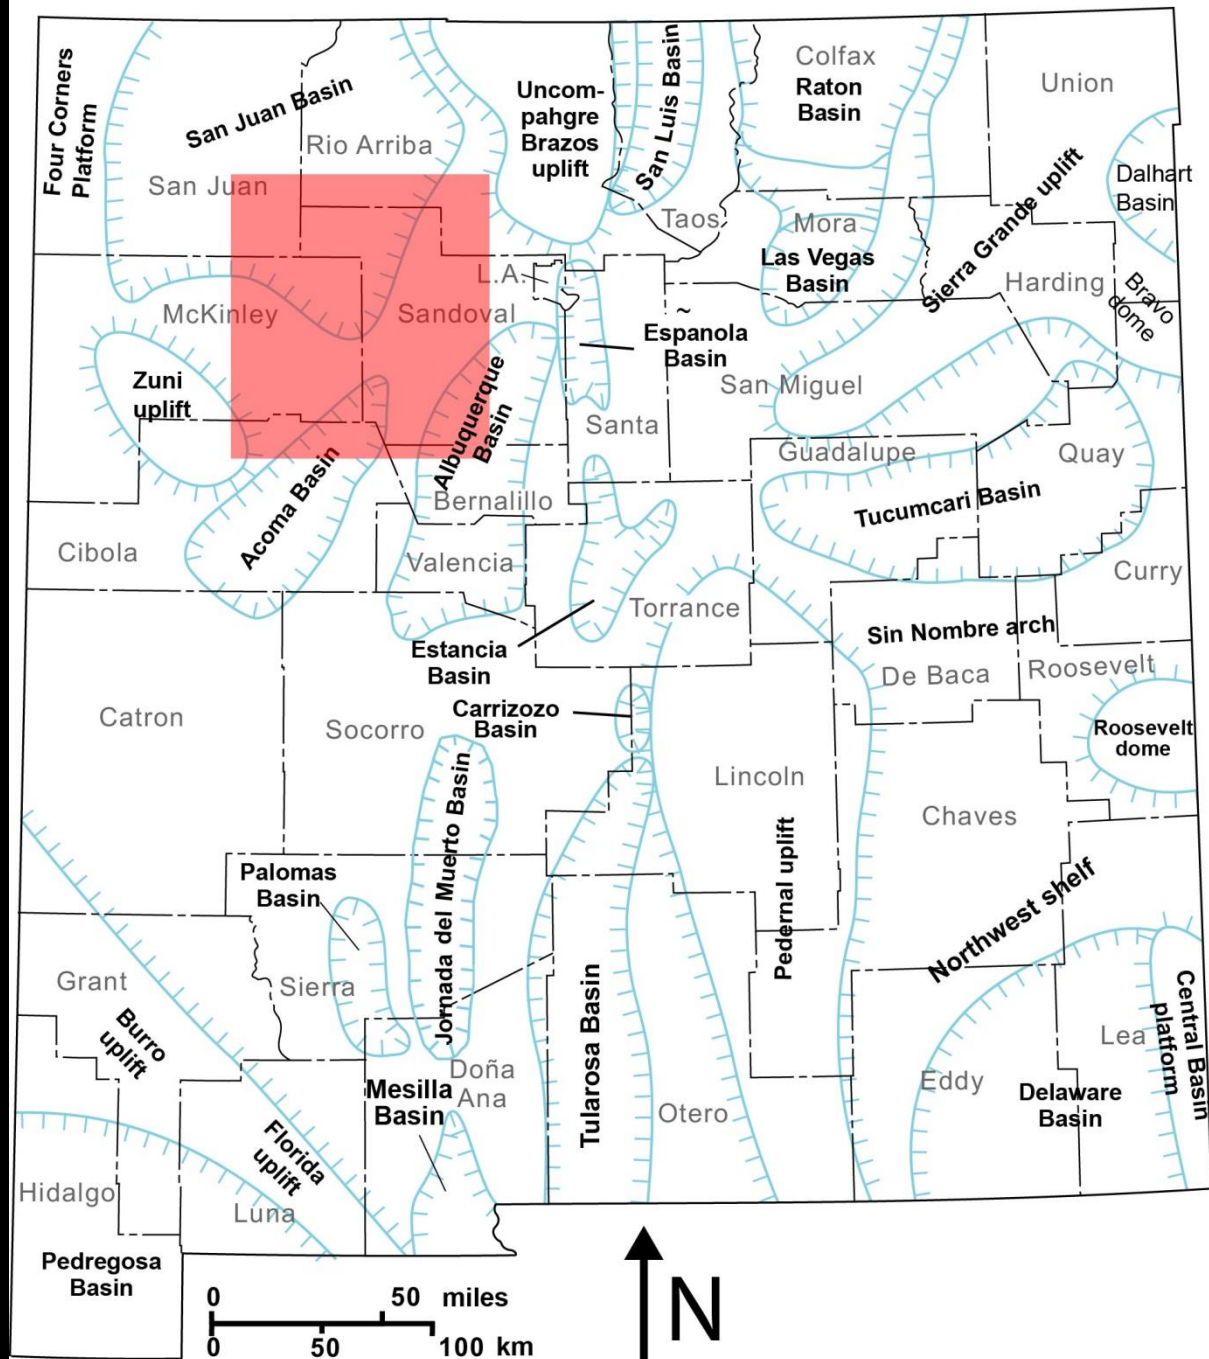 Four Corners
Platform
San Juan Basin
Rio Arriba
San Juan
Uncom-
pahgre
Brazos
uplift
San Luis Basin
Colfax
Raton
Basin
Union
Dalhart
Basin
Taos
Mora
Las Vegas
Basin
Sierra Grande uplift
Harding
Bravo
dome
L.A.
McKinley
Sandoval
~
Espanola
Basin
San Miguel
Zuni
uplift
Albuquerque
Basin
Santa
Guadalupe
Quay
Acoma Basin
Bernalillo
Tucumcari Basin
Cibola
Valencia
Curry
Torrance
Estancia
Basin
Sin Nombre arch
De Baca
Roosevelt
Catron
Socorro
Carrizozo
Basin
Roosevelt
dome
Lincoln
Chaves
Jornada del Muerto Basin
Pedernal uplift
Palomas
Basin
Northwest shelf
Grant
Sierra
Burro
uplift
Tularosa Basin
Lea
Central Basin
platform
Doña
Ana
Mesilla
Basin
Otero
Eddy
Delaware
Basin
Florida
uplift
Hidalgo
Luna
Pedregosa
Basin
0 50 miles
0 50 100 km
N